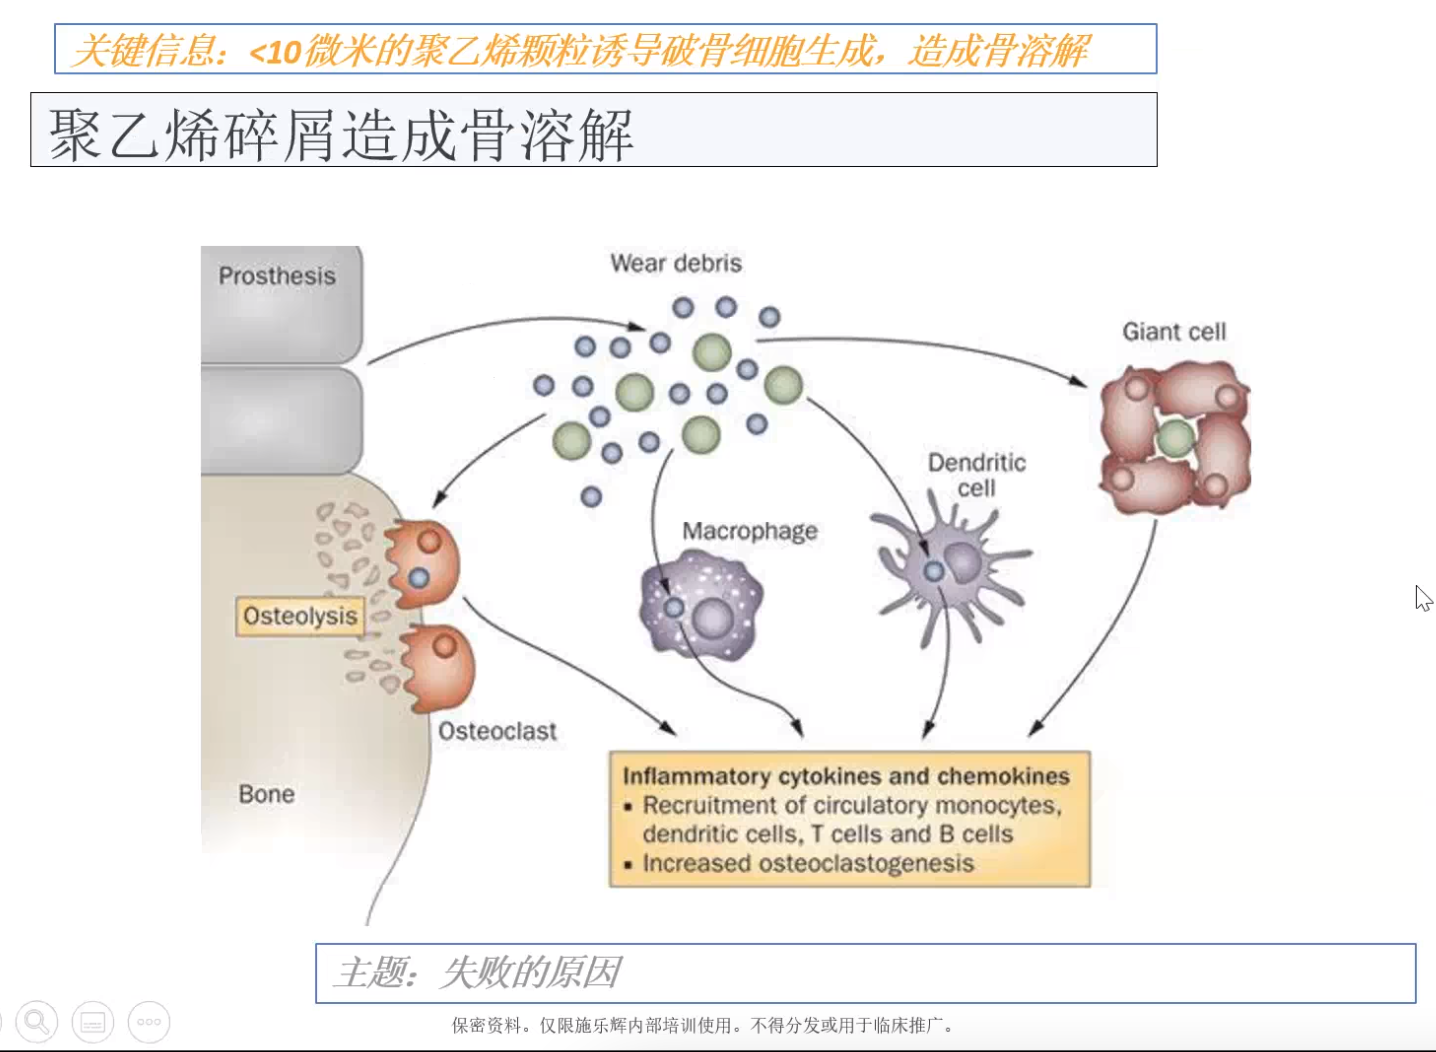 关键信息：<10微米的聚乙烯颗粒诱导破骨细胞生成，造成骨溶解
聚乙烯碎屑造成骨溶解
Prosthesis
Wear debris
Giant cell
Dendritic
cell
Macrophage
Osteolysis
Osteoclast
Bone
Inflammatory cytokines and chemokines
▪ Recruitment of circulatory monocytes,
dendritic cells, T cells and B cells
▪ Increased osteoclastogenesis
主题：失败的原因
保密资料。仅限施乐辉内部培训使用。不得分发或用于临床推广。